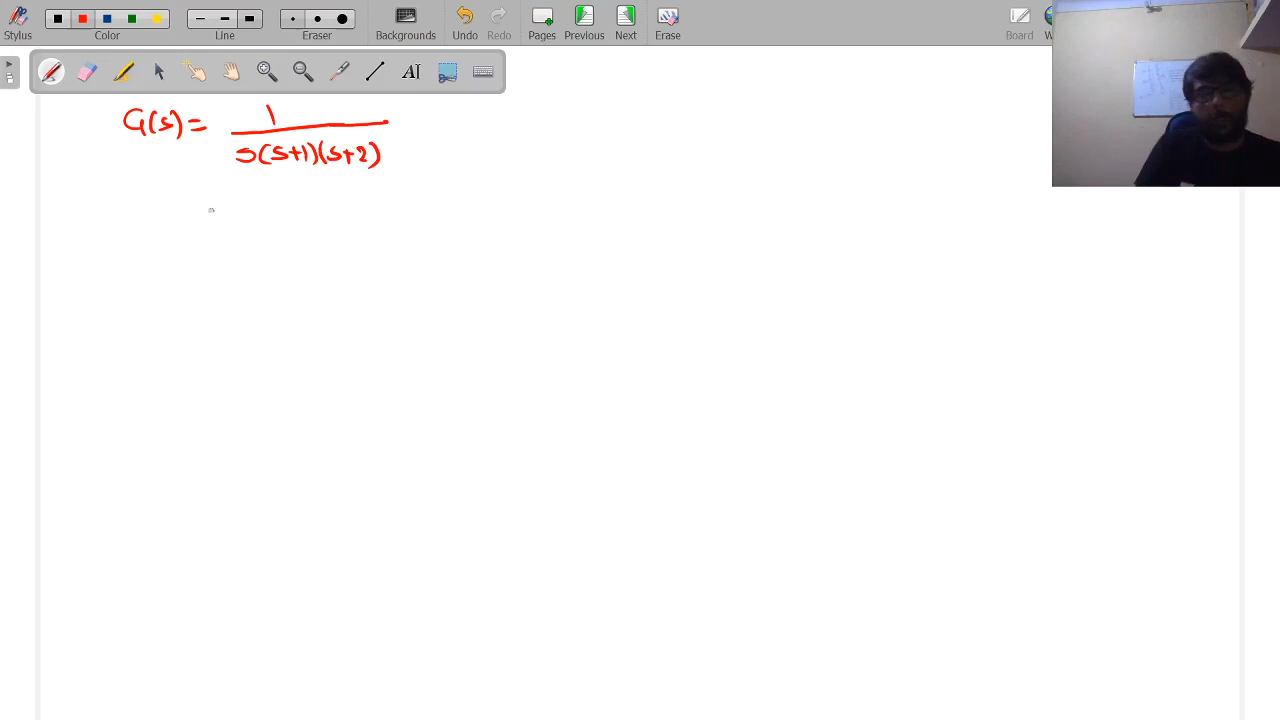 Stylus Color Line Eraser Backgrounds Undo Redo Pages Previous Next Erase Board
G(s) = 1
s(s+1)(s+2)